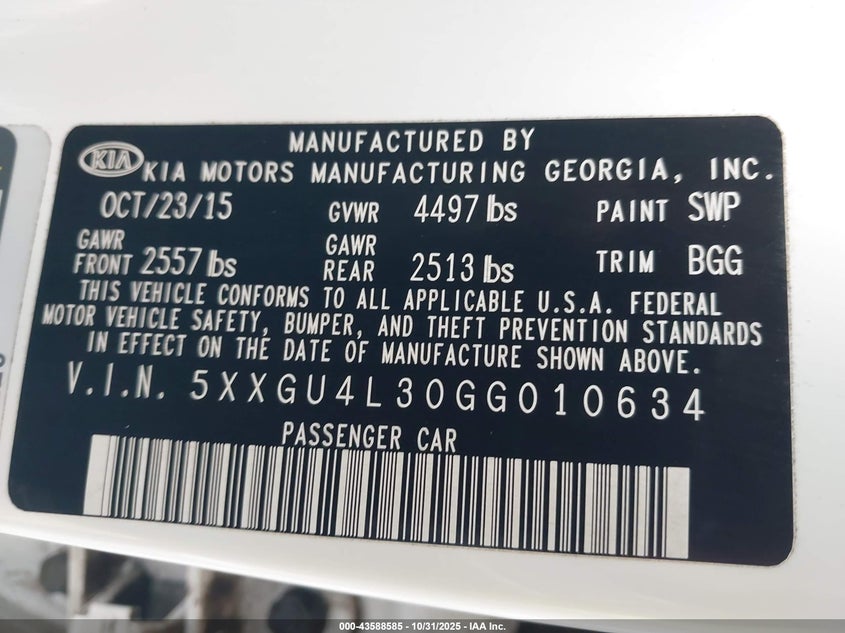 MANUFACTURED BY
KIA KIA MOTORS MANUFACTURING GEORGIA, INC.
OCT/23/15 GVWR 4497 lbs PAINT SWP
GAWR FRONT 2557 lbs GAWR REAR 2513 lbs TRIM BGG
THIS VEHICLE CONFORMS TO ALL APPLICABLE U.S.A. FEDERAL
MOTOR VEHICLE SAFETY, BUMPER, AND THEFT PREVENTION STANDARDS
IN EFFECT ON THE DATE OF MANUFACTURE SHOWN ABOVE.
V.I.N. 5XXGU4L30GG010634
PASSENGER CAR
000-43588585 - 10/31/2025 - IAA Inc.